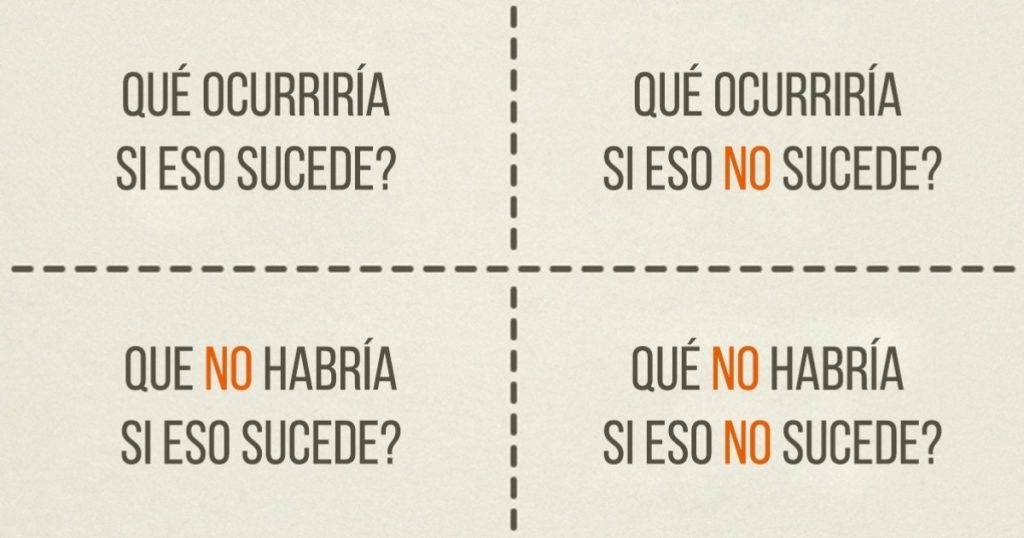 QUÉ OCURRIRÍA
SI ESO SUCEDE?
QUÉ OCURRIRÍA
SI ESO NO SUCEDE?
QUE NO HABRÍA
SI ESO SUCEDE?
QUÉ NO HABRÍA
SI ESO NO SUCEDE?